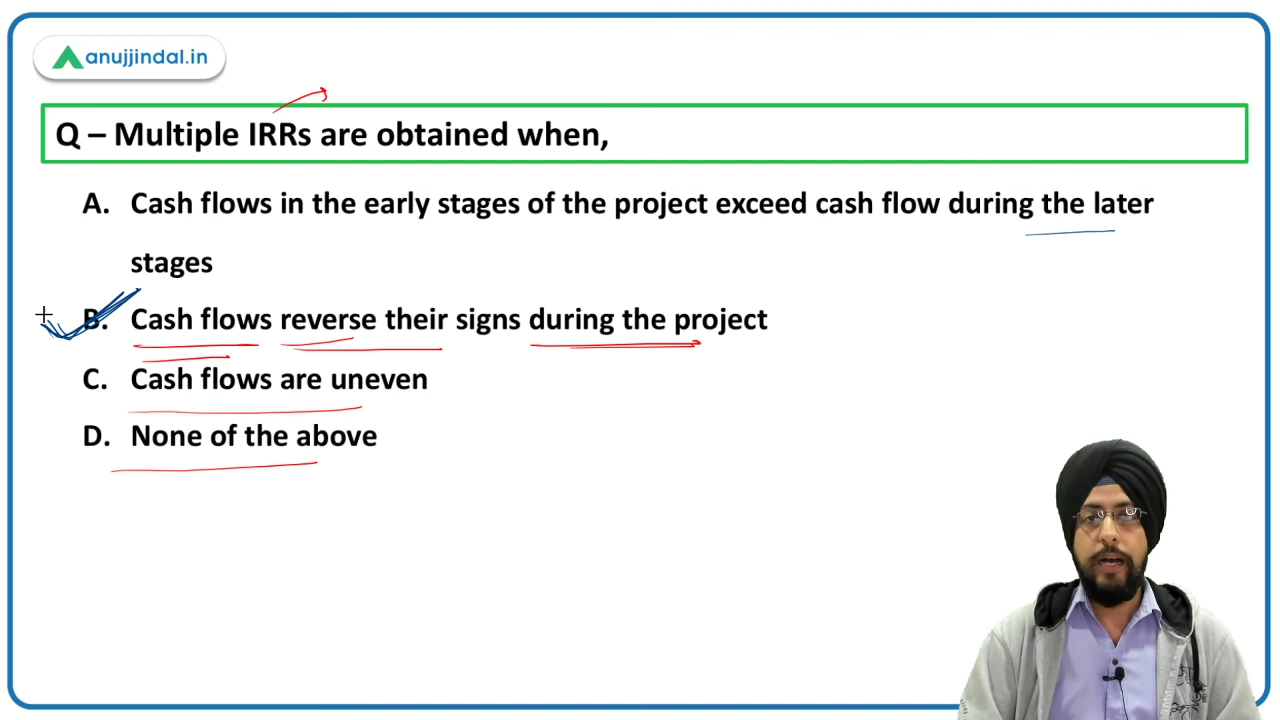 anujjindal.in
Q – Multiple IRRs are obtained when,
A. Cash flows in the early stages of the project exceed cash flow during the later
stages
B. Cash flows reverse their signs during the project
C. Cash flows are uneven
D. None of the above